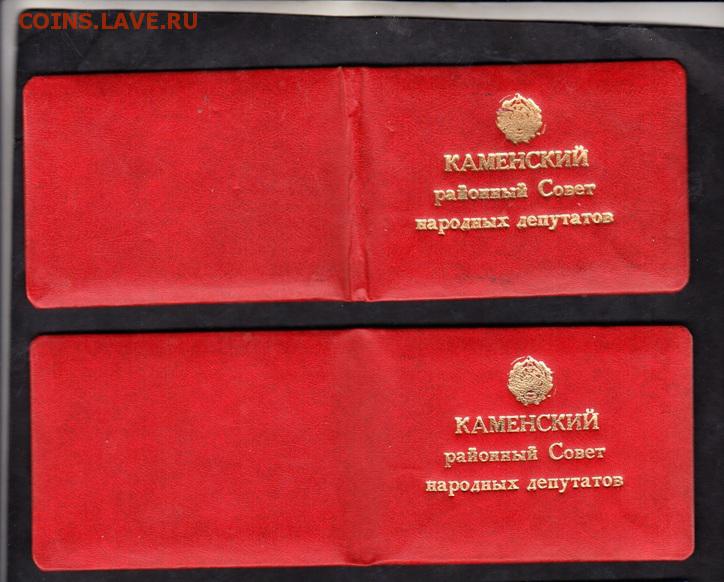 COINS.LAVE.RU
КАМЕНСКИЙ
районный Совет
народных депутатов
КАМЕНСКИЙ
районный Совет
народных депутатов